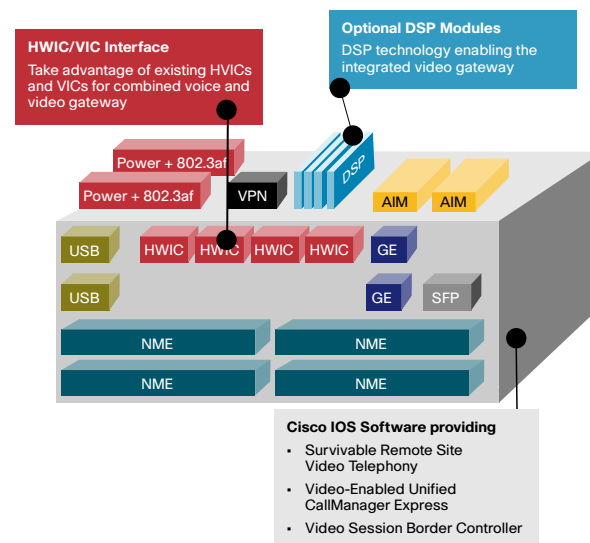 HWIC/VIC Interface
Take advantage of existing HVICs
and VICs for combined voice and
video gateway
Optional DSP Modules
DSP technology enabling the
integrated video gateway
Power + 802.3af
Power + 802.3af
VPN
DSP
AIM
AIM
USB
HWIC
HWIC
HWIC
HWIC
GE
USB
GE
SFP
NME
NME
NME
NME
Cisco IOS Software providing
• Survivable Remote Site
Video Telephony
• Video-Enabled Unified
CallManager Express
• Video Session Border Controller